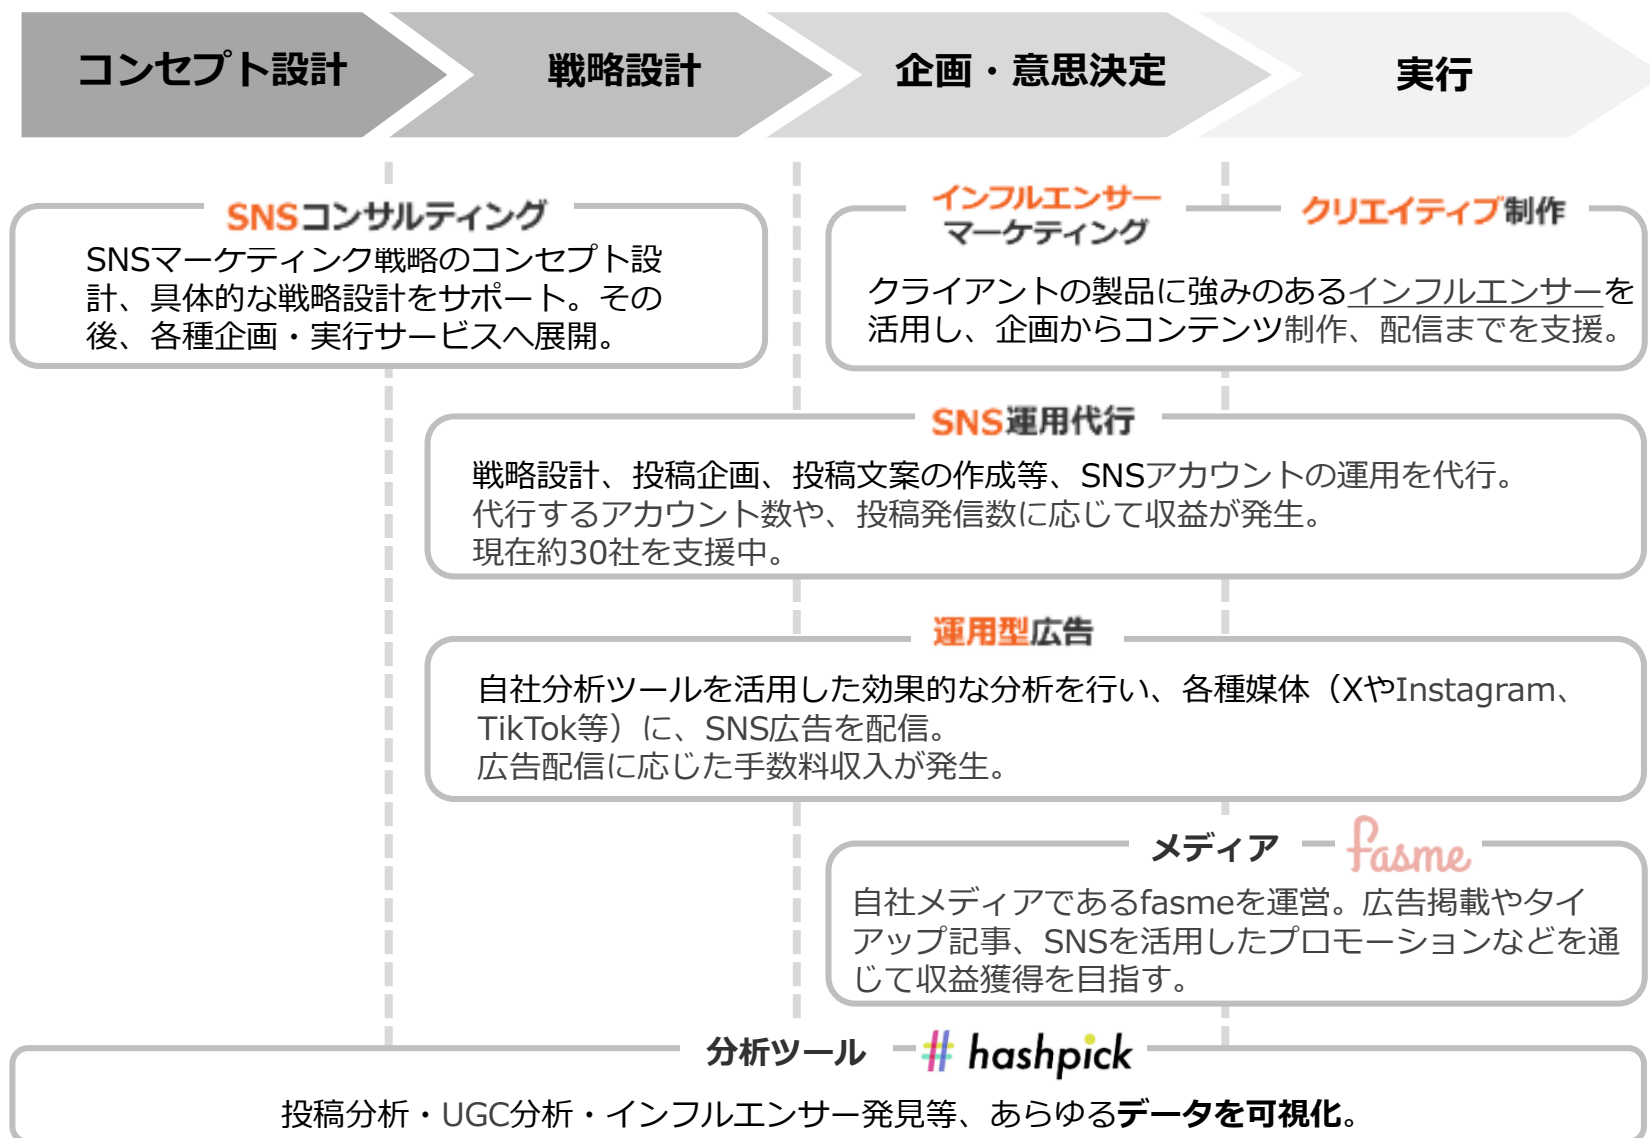 コンセプト設計
戦略設計
企画・意思決定
実行
SNSコンサルティング
SNSマーケティング戦略のコンセプト設
計、具体的な戦略設計をサポート。その
後、各種企画・実行サービスへ展開。
インフルエンサー
マーケティング
クリエイティブ制作
クライアントの製品に強みのあるインフルエンサーを
活用し、企画からコンテンツ制作、配信までを支援。
SNS運用代行
戦略設計、投稿企画、投稿文案の作成等、SNSアカウントの運用を代行。
代行するアカウント数や、投稿発信数に応じて収益が発生。
現在約30社を支援中。
運用型広告
自社分析ツールを活用した効果的な分析を行い、各種媒体（XやInstagram、
TikTok等）に、SNS広告を配信。
広告配信に応じた手数料収入が発生。
メディア
fasme
自社メディアであるfasmeを運営。広告掲載やタイ
アップ記事、SNSを活用したプロモーションなどを通
じて収益獲得を目指す。
分析ツール
# hashpick
投稿分析・UGC分析・インフルエンサー発見等、あらゆるデータを可視化。